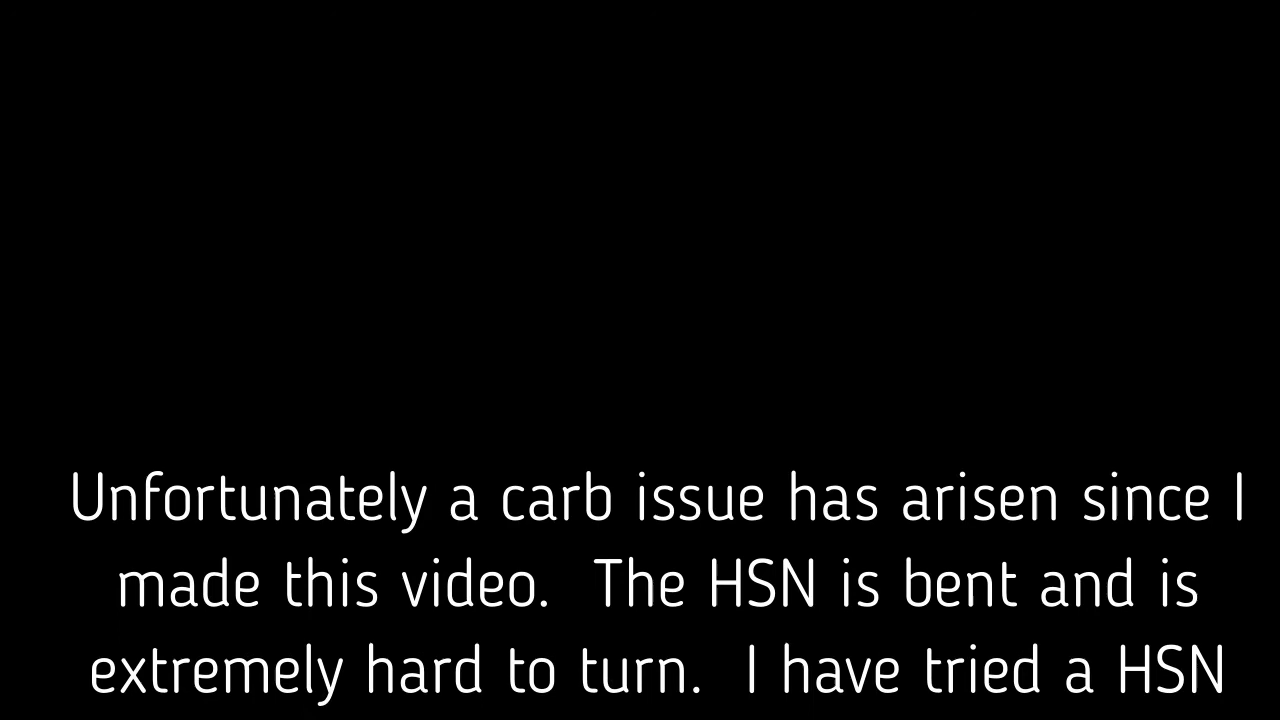 Unfortunately a carb issue has arisen since I
made this video.  The HSN is bent and is
extremely hard to turn.  I have tried a HSN